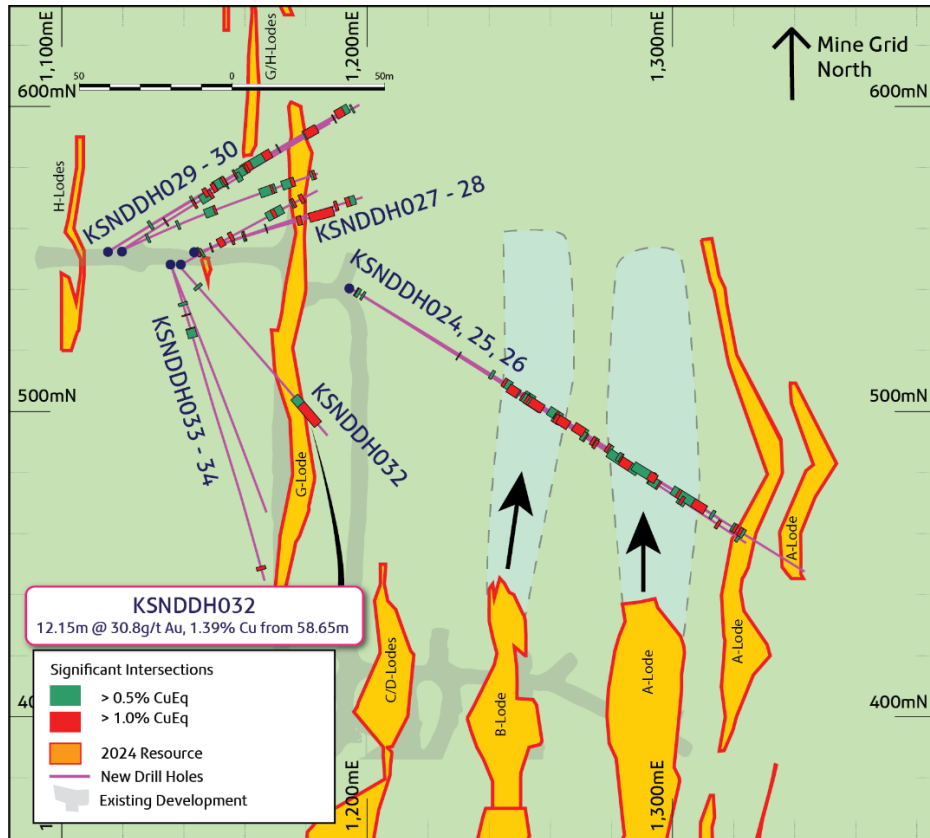 1,100mE
1,200mE
1,300mE
Mine Grid
North
G/H-Lodes
50
0
50m
600mN
600mN
H-Lodes
KSNDDH029 - 30
KSNDDH027 - 28
KSNDDH024, 25, 26
KSNDDH033 - 34
KSNDDH032
500mN
500mN
G-Lode
A-Lode
KSNDDH032
12.15m @ 30.8g/t Au, 1.39% Cu from 58.65m
C/D-Lodes
B-Lode
A-Lode
A-Lode
Significant Intersections
> 0.5% CuEq
> 1.0% CuEq
2024 Resource
New Drill Holes
Existing Development
400mN
1,200mE
1,300mE